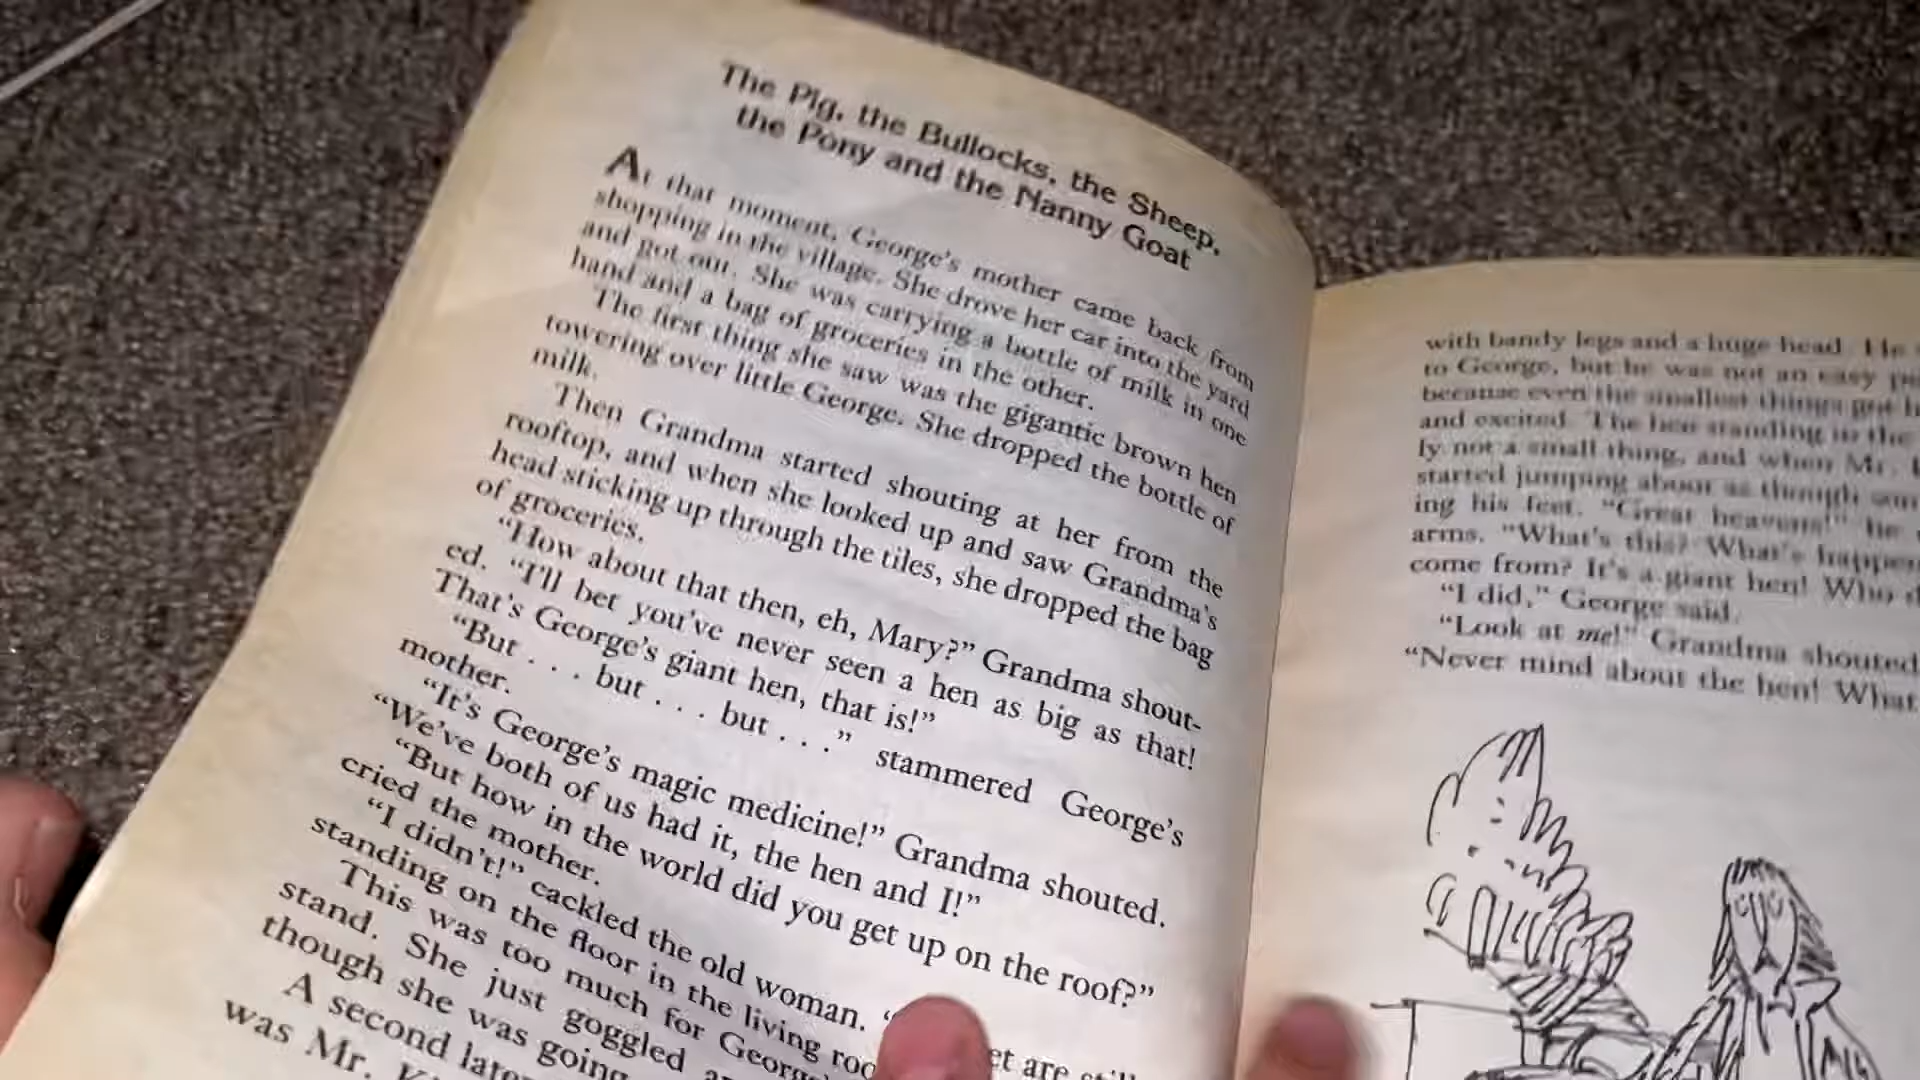 The Pig, the Bullocks, the Sheep,
the Pony and the Nanny Goat
At that moment, George's mother came back from
shopping in the village. She drove her car into the yard
and got out. She was carrying a bottle of milk in one
hand and a bag of groceries in the other.
The first thing she saw was the gigantic brown hen
towering over little George. She dropped the bottle of
milk.
Then Grandma started shouting at her from the
rooftop, and when she looked up and saw Grandma's
head sticking up through the tiles, she dropped the bag
of groceries.
“How about that then, eh, Mary?” Grandma shout-
ed. “I'll bet you've never seen a hen as big as that!
That's George's giant hen, that is!”
“But . . . but . . . but . . .” stammered George's
mother.
“It's George's magic medicine!” Grandma shouted.
“We've both of us had it, the hen and I!”
“But how in the world did you get up on the roof?”
cried the mother.
“I didn't!” cackled the old woman. “ et are still
standing on the floor in the living roo
This was too much for George
stand. She just goggled
though she was going
A second later
was Mr.
with bandy legs and a huge head. He
to George, but he was not an easy
because even the smallest things got
and excited. The hen standing in the
ly not a small thing, and when Mr.
started jumping about as though
ing his feet. “Great heavens!” he
arms. “What's this? What's happen
come from? It's a giant hen! Who
“I did,” George said.
“Look at me!” Grandma shouted
“Never mind about the hen! What